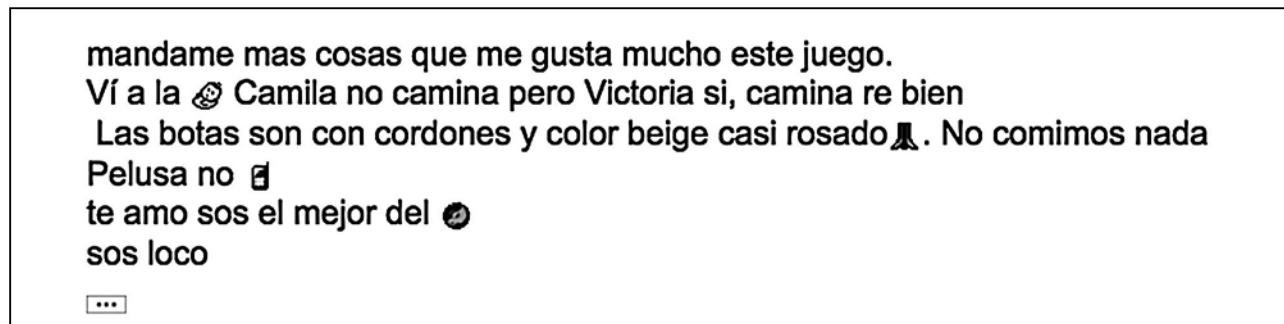 mandame mas cosas que me gusta mucho este juego.
Ví a la Camila no camina pero Victoria si, camina re bien
Las botas son con cordones y color beige casi rosado. No comimos nada
Pelusa no
te amo sos el mejor del
sos loco